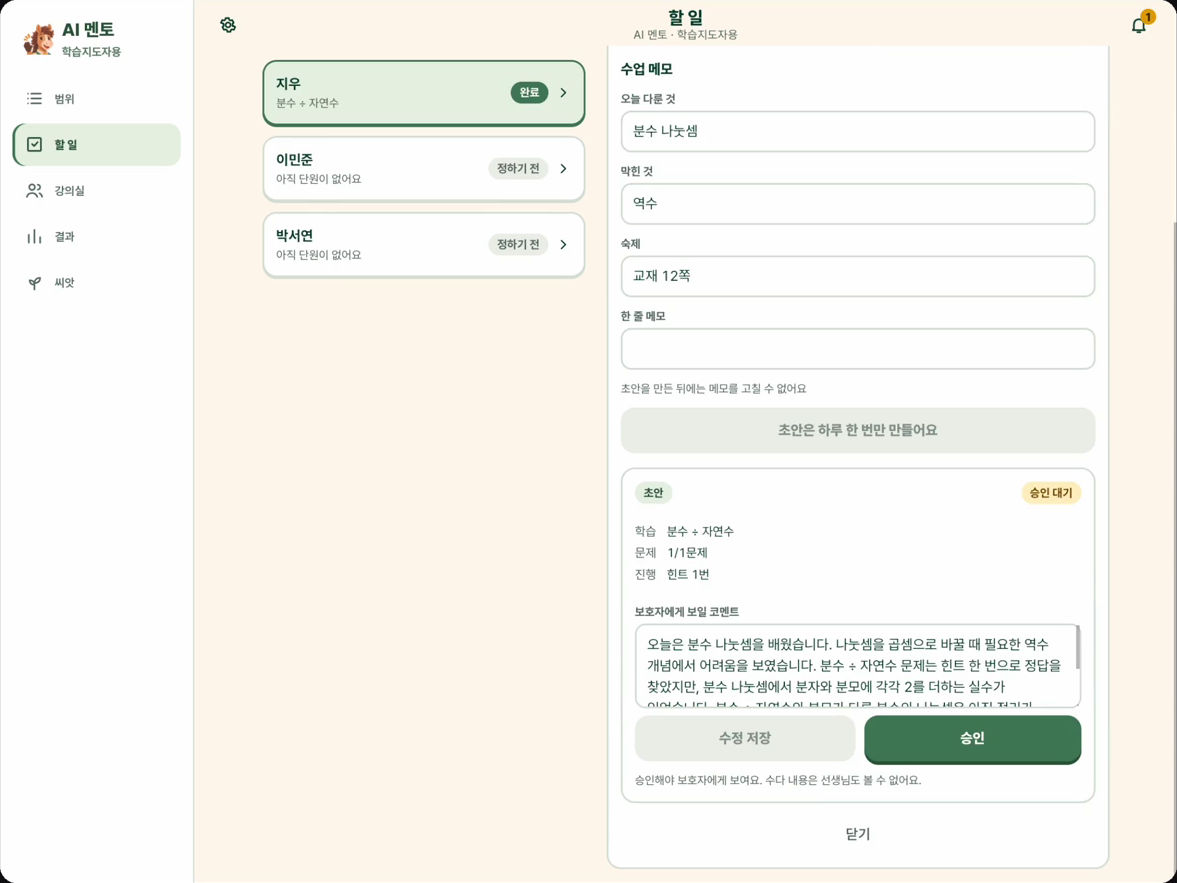 AI 멘토
학습지도자용
범위
할 일
강의실
결과
씨앗
할 일
AI 멘토 · 학습지도자용
1
지우
분수 ÷ 자연수
완료
이민준
아직 단원이 없어요
정하기 전
박서연
아직 단원이 없어요
정하기 전
수업 메모
오늘 다룬 것
분수 나눗셈
막힌 것
역수
숙제
교재 12쪽
한 줄 메모
초안을 만든 뒤에는 메모를 고칠 수 없어요
초안은 하루 한 번만 만들어요
초안
승인 대기
학습 분수 ÷ 자연수
문제 1/1문제
진행 힌트 1번
보호자에게 보일 코멘트
오늘은 분수 나눗셈을 배웠습니다. 나눗셈을 곱셈으로 바꿀 때 필요한 역수
개념에서 어려움을 보였습니다. 분수 ÷ 자연수 문제는 힌트 한 번으로 정답을
찾았지만, 분수 나눗셈에서 분자와 분모에 각각 2를 더하는 실수가
수정 저장
승인
승인해야 보호자에게 보여요. 수다 내용은 선생님도 볼 수 없어요.
닫기